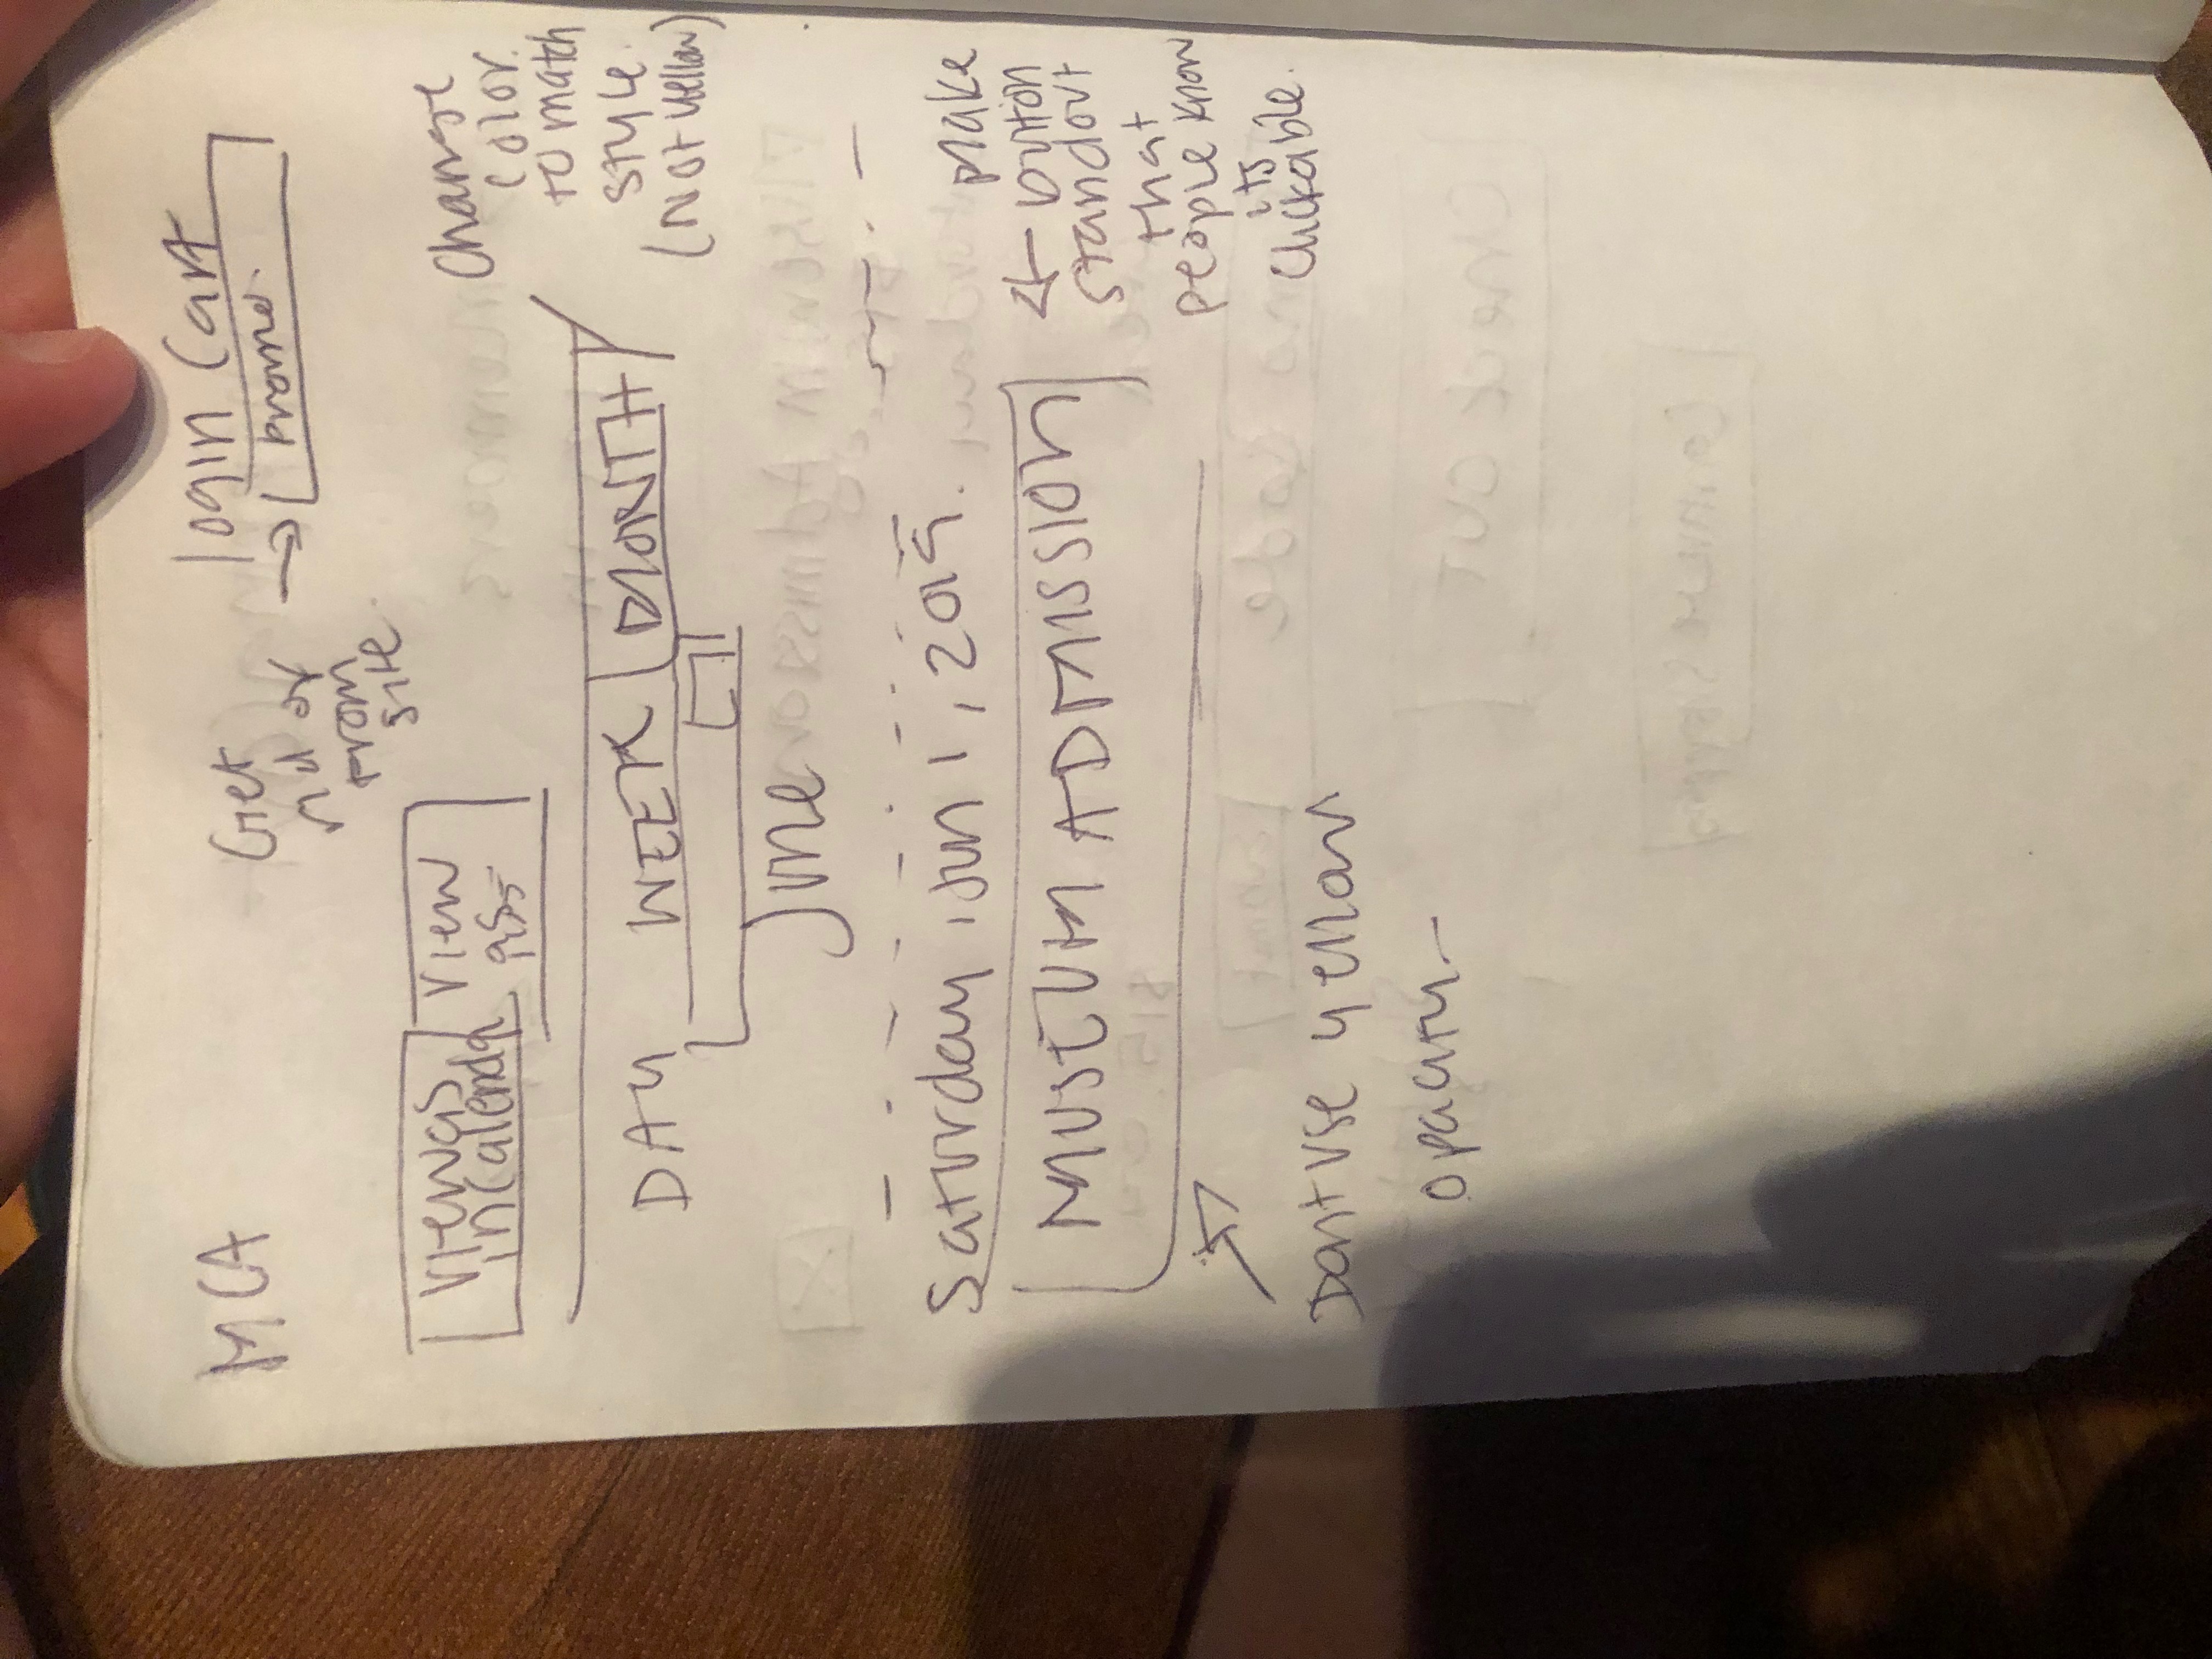 MCA
login Cart
Promo.
Get
rid of
from
site.
View as
in Calendar
View
as
Change
color.
to match
style.
(Not yellow)
DAY WEEK MONTH
June
Saturday, Jun 1, 2019.
MUSEUM ADMISSION
Make
button
standout
that
people know
its
clickable.
Dont use yellow
opacity